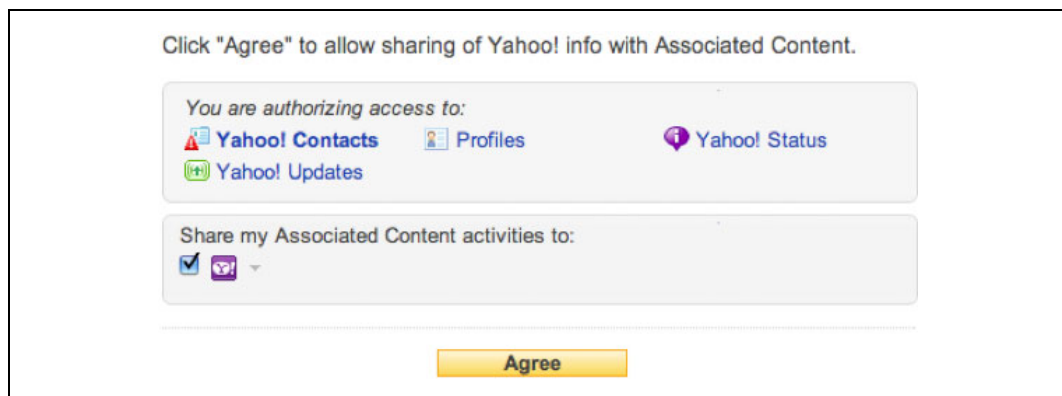 Click "Agree" to allow sharing of Yahoo! info with Associated Content.
You are authorizing access to:
Yahoo! Contacts Profiles Yahoo! Status
Yahoo! Updates
Share my Associated Content activities to:
Y!
Agree